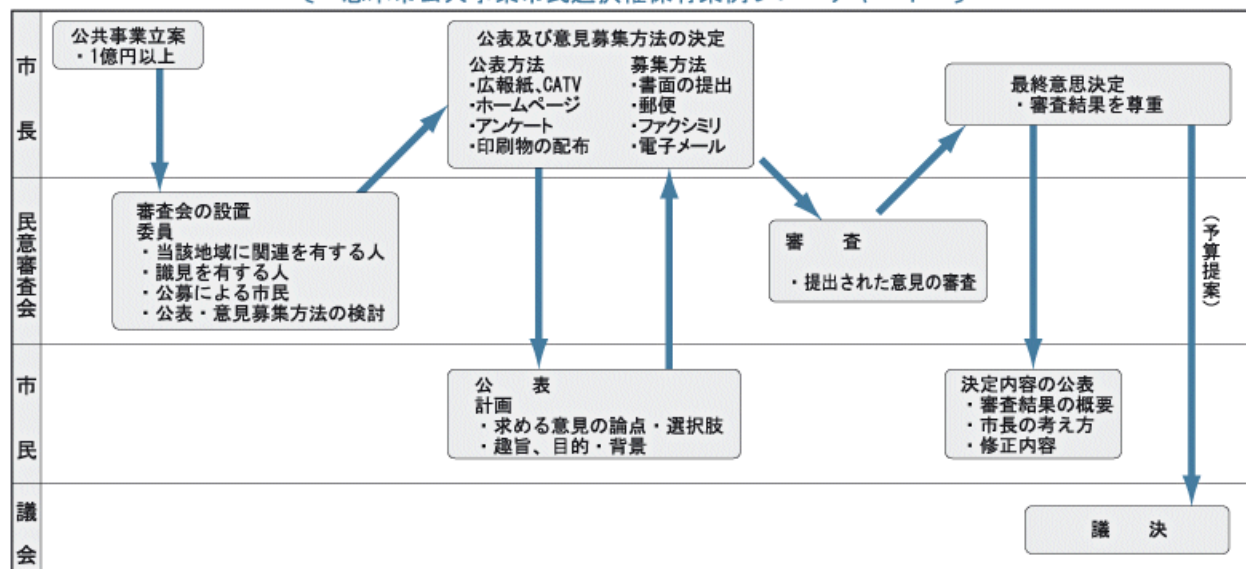 市長
公共事業立案
・1億円以上
公表及び意見募集方法の決定
公表方法
・広報紙、CATV
・ホームページ
・アンケート
・印刷物の配布
募集方法
・書面の提出
・郵便
・ファクシミリ
・電子メール
最終意思決定
・審査結果を尊重
民意審査会
審査会の設置
委員
・当該地域に関連を有する人
・識見を有する人
・公募による市民
・公表・意見募集方法の検討
審　査
・提出された意見の審査
(予算提案)
市民
公　表
計画
・求める意見の論点・選択肢
・趣旨、目的・背景
決定内容の公表
・審査結果の概要
・市長の考え方
・修正内容
議会
議　決